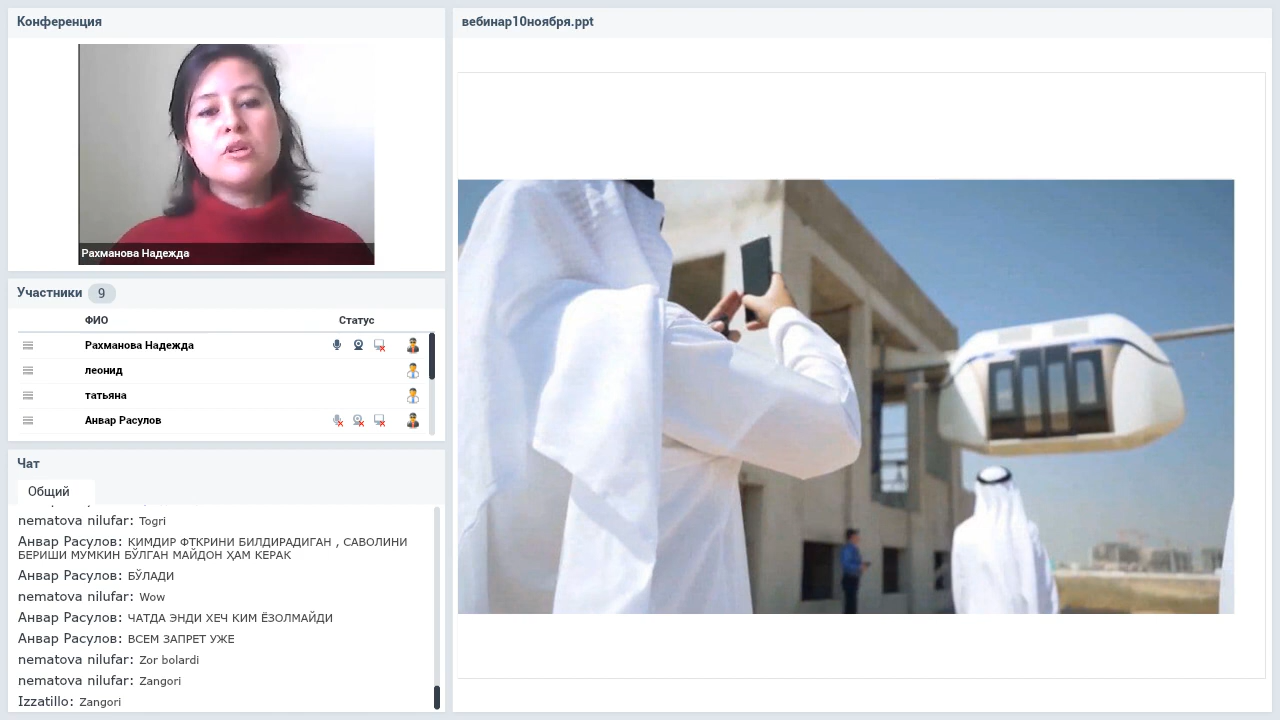 Конференция
Рахманова Надежда
Участники 9
ФИО Статус
Рахманова Надежда
леонид
татьяна
Анвар Расулов
Чат
Общий
nematova nilufar: Togri
Анвар Расулов: КИМДИР ФТКРИНИ БИЛДИРАДИГАН , САВОЛИНИ
БЕРИШИ МУМКИН БЎЛГАН МАЙДОН ҲАМ КЕРАК
Анвар Расулов: БЎЛАДИ
nematova nilufar: Wow
Анвар Расулов: ЧАТДА ЭНДИ ХЕЧ КИМ ЁЗОЛМАЙДИ
Анвар Расулов: ВСЕМ ЗАПРЕТ УЖЕ
nematova nilufar: Zor bolardi
nematova nilufar: Zangori
Izzatillo: Zangori
вебинар10ноября.ppt